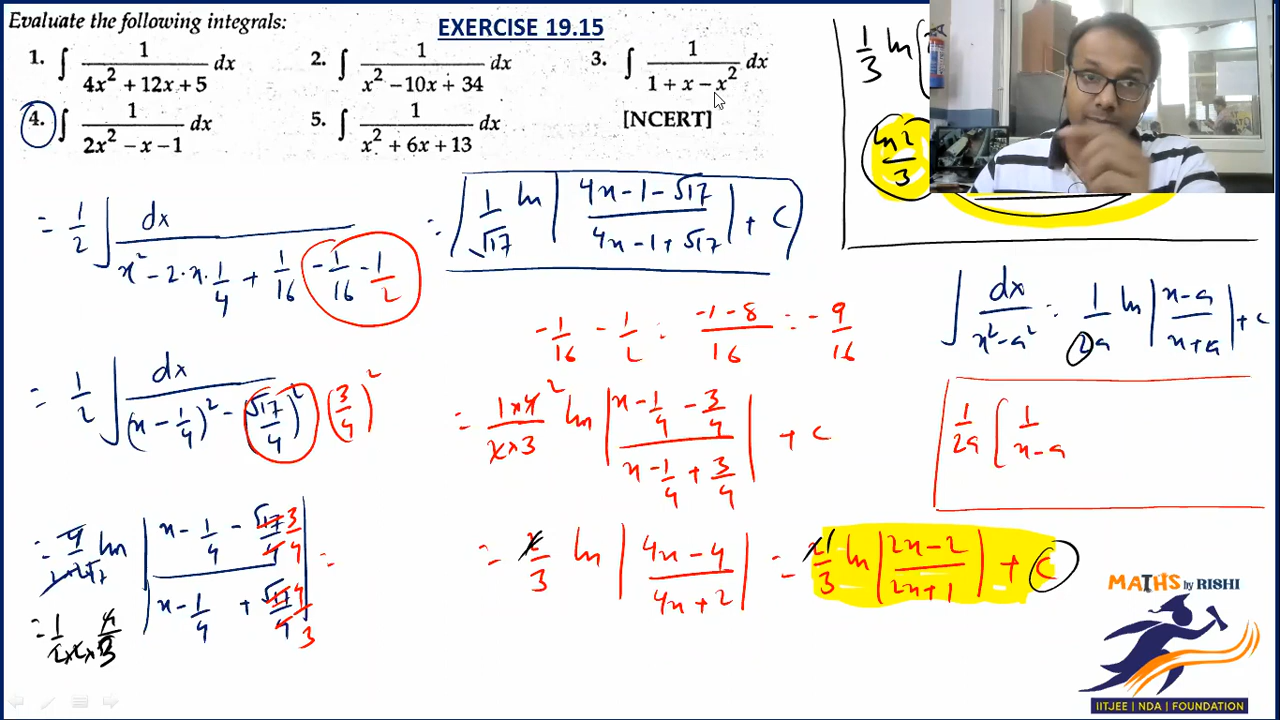 Evaluate the following integrals:
EXERCISE 19.15
1. ∫ 1/(4x² + 12x + 5) dx
2. ∫ 1/(x² − 10x + 34) dx
3. ∫ 1/(1 + x − x²) dx
4. ∫ 1/(2x² − x − 1) dx
5. ∫ 1/(x² + 6x + 13) dx
[NCERT]
1/3 ln
ln 2/3
= 1/2 ∫ dx/(x² − 2·x·1/4 + 1/16 − 1/16 − 1/2)
= 1/√17 ln |(4x − 1 − √17)/(4x − 1 + √17)| + C
−1/16 − 1/2 : (−1 − 8)/16 : −9/16
∫ dx/(x² − a²) = 1/2a ln |(x − a)/(x + a)| + c
= 1/2 ∫ dx/((x − 1/4)² − (√17/4)²) (3/4)²
= (1×4²)/(2×3) ln |(x − 1/4 − 3/4)/(x − 1/4 + 3/4)| + c
1/2a [1/(x − a)
= 2/3 ln |(4x − 4)/(4x + 2)| = 1/3 ln |(2x − 2)/(2x + 1)| + C
MATHS by RISHI
IITJEE | NDA | FOUNDATION